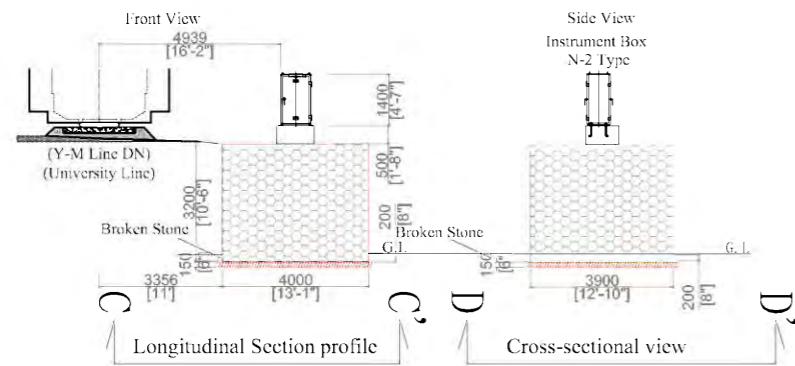 Front View
4939
[16'-2"]
1400
[4'-7"]
(Y-M Line DN)
(University Line)
3200
[10'-6"]
500
[1'-8"]
200
[8"]
Broken Stone
G.L
150
[6"]
3356
[11']
4000
[13'-1"]
C
C'
Longitudinal Section profile
Side View
Instrument Box
N-2 Type
Broken Stone
G.L
150
[6"]
3900
[12'-10"]
200
[8"]
D
D'
Cross-sectional view